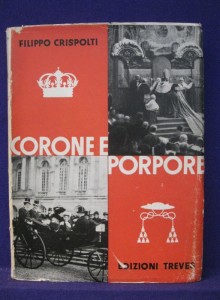 FILIPPO CRISPOLTI
CORONE E
PORPORE
EDIZIONI TREVES